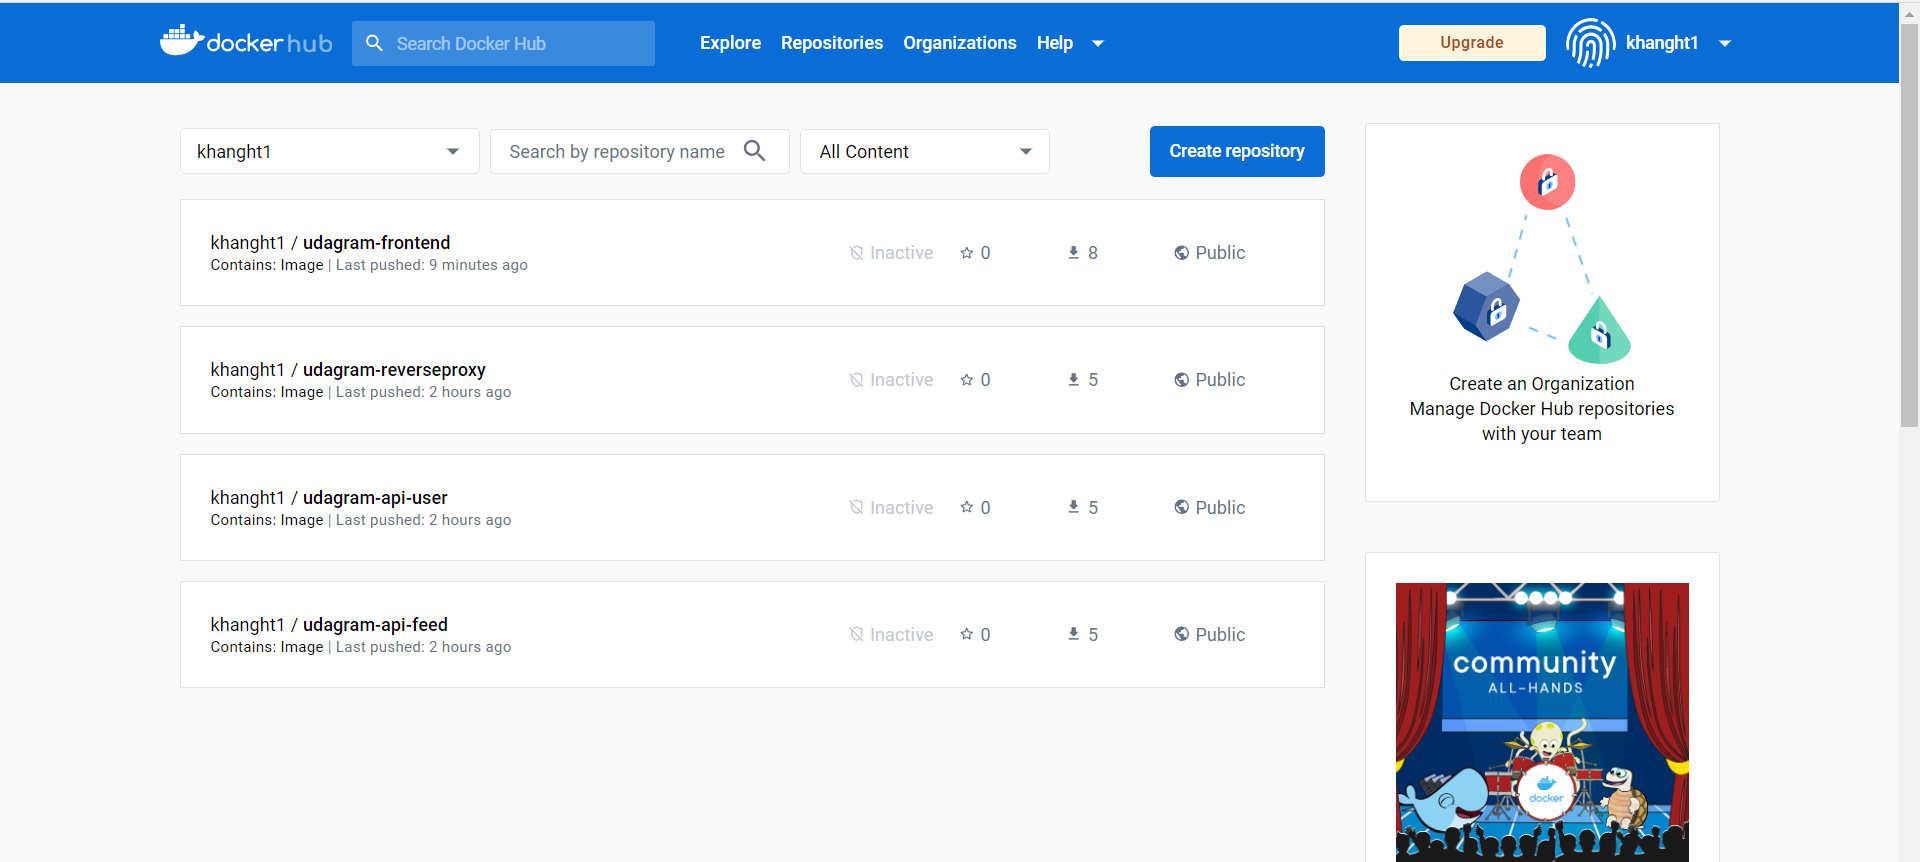 docker hub
Search Docker Hub
Explore
Repositories
Organizations
Help
Upgrade
khanght1
khanght1
Search by repository name
All Content
Create repository
khanght1 / udagram-frontend
Contains: Image | Last pushed: 9 minutes ago
Inactive
0
8
Public
khanght1 / udagram-reverseproxy
Contains: Image | Last pushed: 2 hours ago
Inactive
0
5
Public
khanght1 / udagram-api-user
Contains: Image | Last pushed: 2 hours ago
Inactive
0
5
Public
khanght1 / udagram-api-feed
Contains: Image | Last pushed: 2 hours ago
Inactive
0
5
Public
Create an Organization
Manage Docker Hub repositories
with your team
community
ALL-HANDS
docker